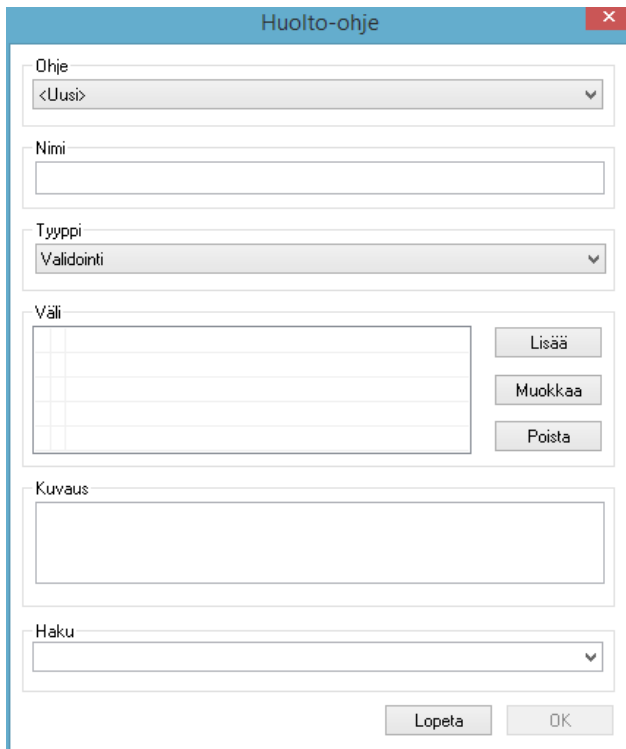 Huolto-ohje
Ohje
<Uusi>
Nimi
Tyyppi
Validointi
Väli
Lisää
Muokkaa
Poista
Kuvaus
Haku
Lopeta OK